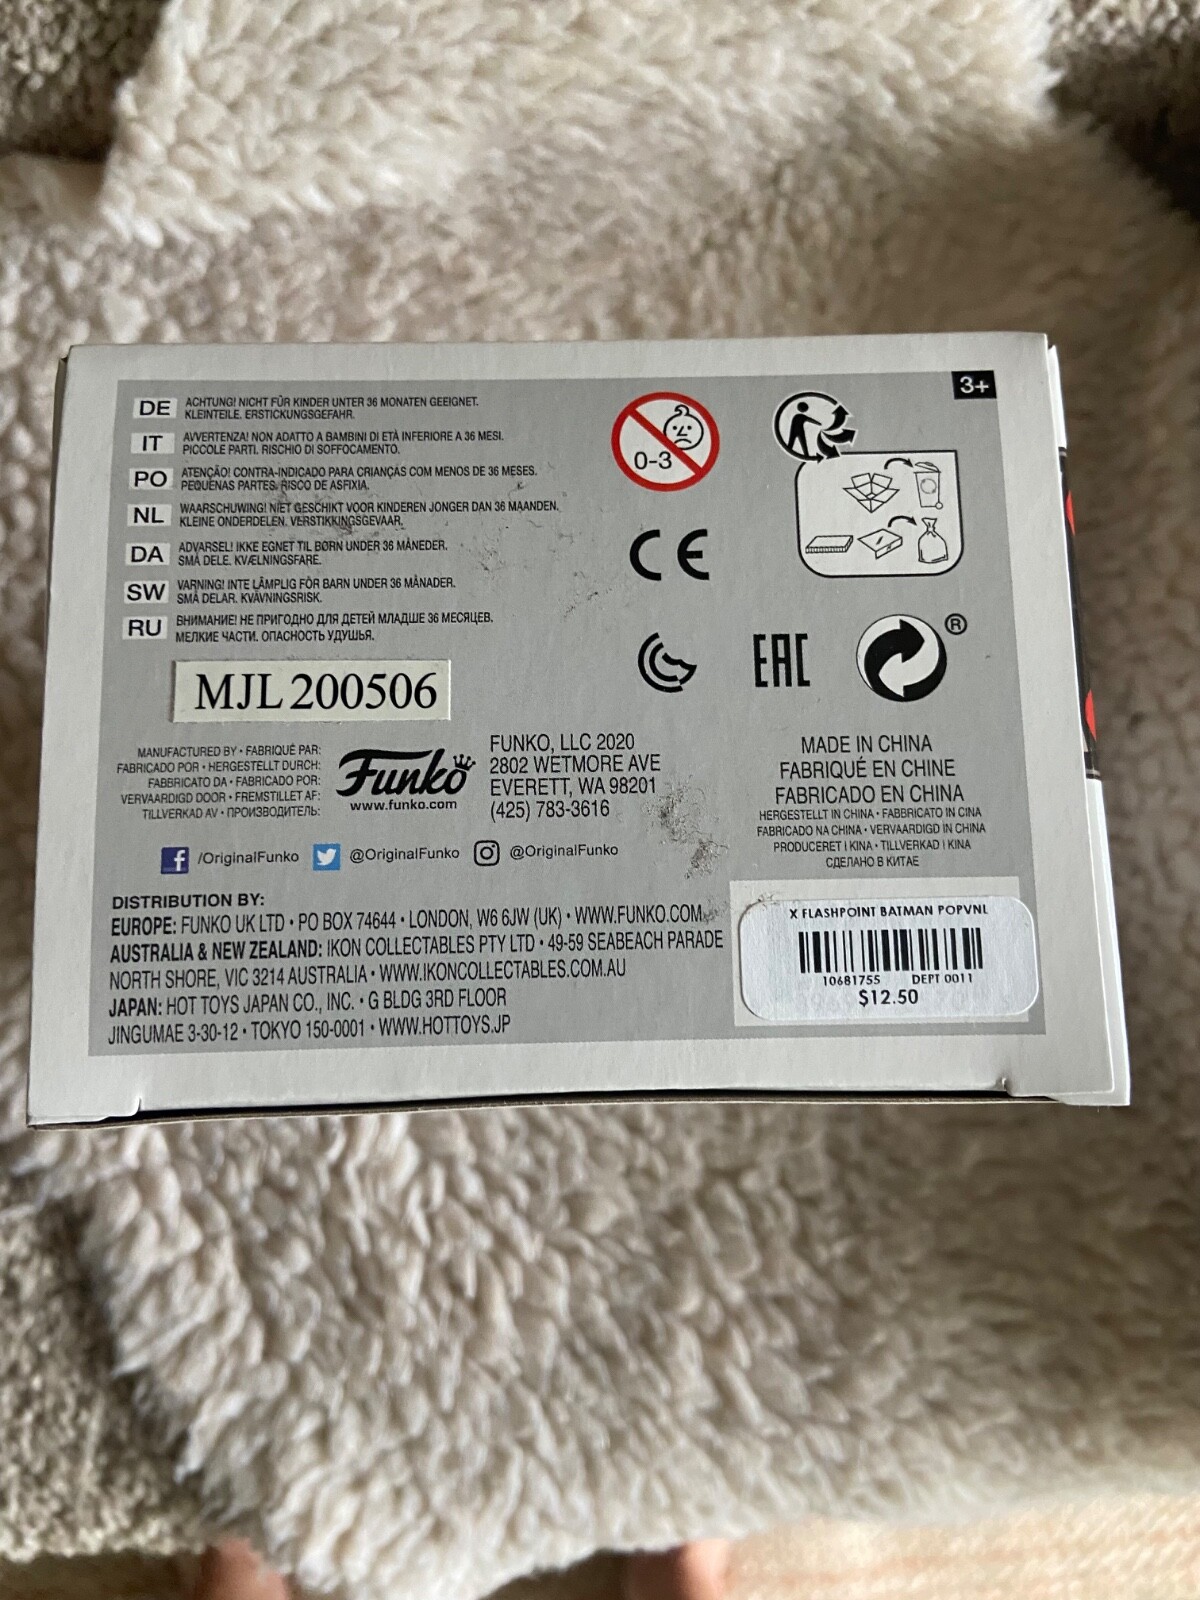 3+
DE ACHTUNG! NICHT FÜR KINDER UNTER 36 MONATEN GEEIGNET.
KLEINTEILE. ERSTICKUNGSGEFAHR.
IT AVVERTENZA! NON ADATTO A BAMBINI DI ETÀ INFERIORE A 36 MESI.
PICCOLE PARTI. RISCHIO DI SOFFOCAMENTO.
PO ATENÇÃO! CONTRA-INDICADO PARA CRIANÇAS COM MENOS DE 36 MESES.
PEQUENAS PARTES. RISCO DE ASFIXIA.
NL WAARSCHUWING! NIET GESCHIKT VOOR KINDEREN JONGER DAN 36 MAANDEN.
KLEINE ONDERDELEN. VERSTIKKINGSGEVAAR.
DA ADVARSEL! IKKE EGNET TIL BØRN UNDER 36 MÅNEDER.
SMÅ DELE. KVÆLNINGSFARE.
SW VARNING! INTE LÄMPLIG FÖR BARN UNDER 36 MÅNADER.
SMÅ DELAR. KVÄVNINGSRISK.
RU ВНИМАНИЕ! НЕ ПРИГОДНО ДЛЯ ДЕТЕЙ МЛАДШЕ 36 МЕСЯЦЕВ.
МЕЛКИЕ ЧАСТИ. ОПАСНОСТЬ УДУШЬЯ.
0-3
CE
EAC
®
MJL 200506
MANUFACTURED BY • FABRIQUÉ PAR:
FABRICADO POR • HERGESTELLT DURCH:
FABBRICATO DA • FABRICADO POR:
VERVAARDIGD DOOR • FREMSTILLET AF:
TILLVERKAD AV • ПРОИЗВОДИТЕЛЬ:
Funko
www.funko.com
FUNKO, LLC 2020
2802 WETMORE AVE
EVERETT, WA 98201
(425) 783-3616
MADE IN CHINA
FABRIQUÉ EN CHINE
FABRICADO EN CHINA
HERGESTELLT IN CHINA • FABBRICATO IN CINA
FABRICADO NA CHINA • VERVAARDIGD IN CHINA
PRODUCERET I KINA • TILLVERKAD I KINA
СДЕЛАНО В КИТАЕ
f /OriginalFunko @OriginalFunko @OriginalFunko
DISTRIBUTION BY:
EUROPE: FUNKO UK LTD • PO BOX 74644 • LONDON, W6 6JW (UK) • WWW.FUNKO.COM
AUSTRALIA & NEW ZEALAND: IKON COLLECTABLES PTY LTD • 49-59 SEABEACH PARADE
NORTH SHORE, VIC 3214 AUSTRALIA • WWW.IKONCOLLECTABLES.COM.AU
JAPAN: HOT TOYS JAPAN CO., INC. • G BLDG 3RD FLOOR
JINGUMAE 3-30-12 • TOKYO 150-0001 • WWW.HOTTOYS.JP
X FLASHPOINT BATMAN POPVNL
10681755 DEPT 0011
$12.50